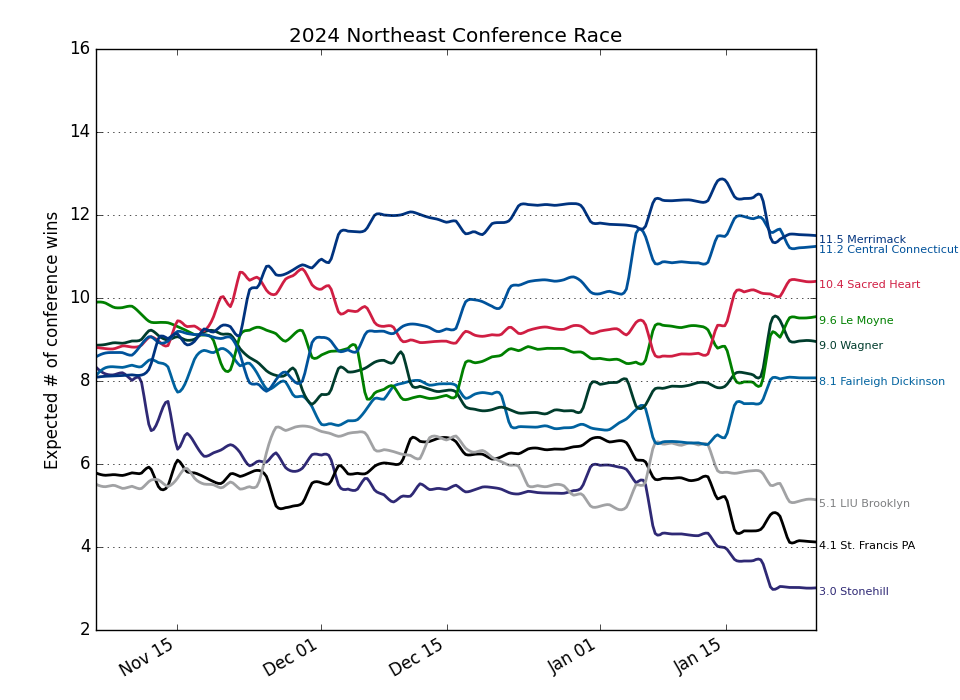 2024 Northeast Conference Race
Expected # of conference wins
16
14
12
10
8
6
4
2
11.5 Merrimack
11.2 Central Connecticut
10.4 Sacred Heart
9.6 Le Moyne
9.0 Wagner
8.1 Fairleigh Dickinson
5.1 LIU Brooklyn
4.1 St. Francis PA
3.0 Stonehill
Nov 15
Dec 01
Dec 15
Jan 01
Jan 15